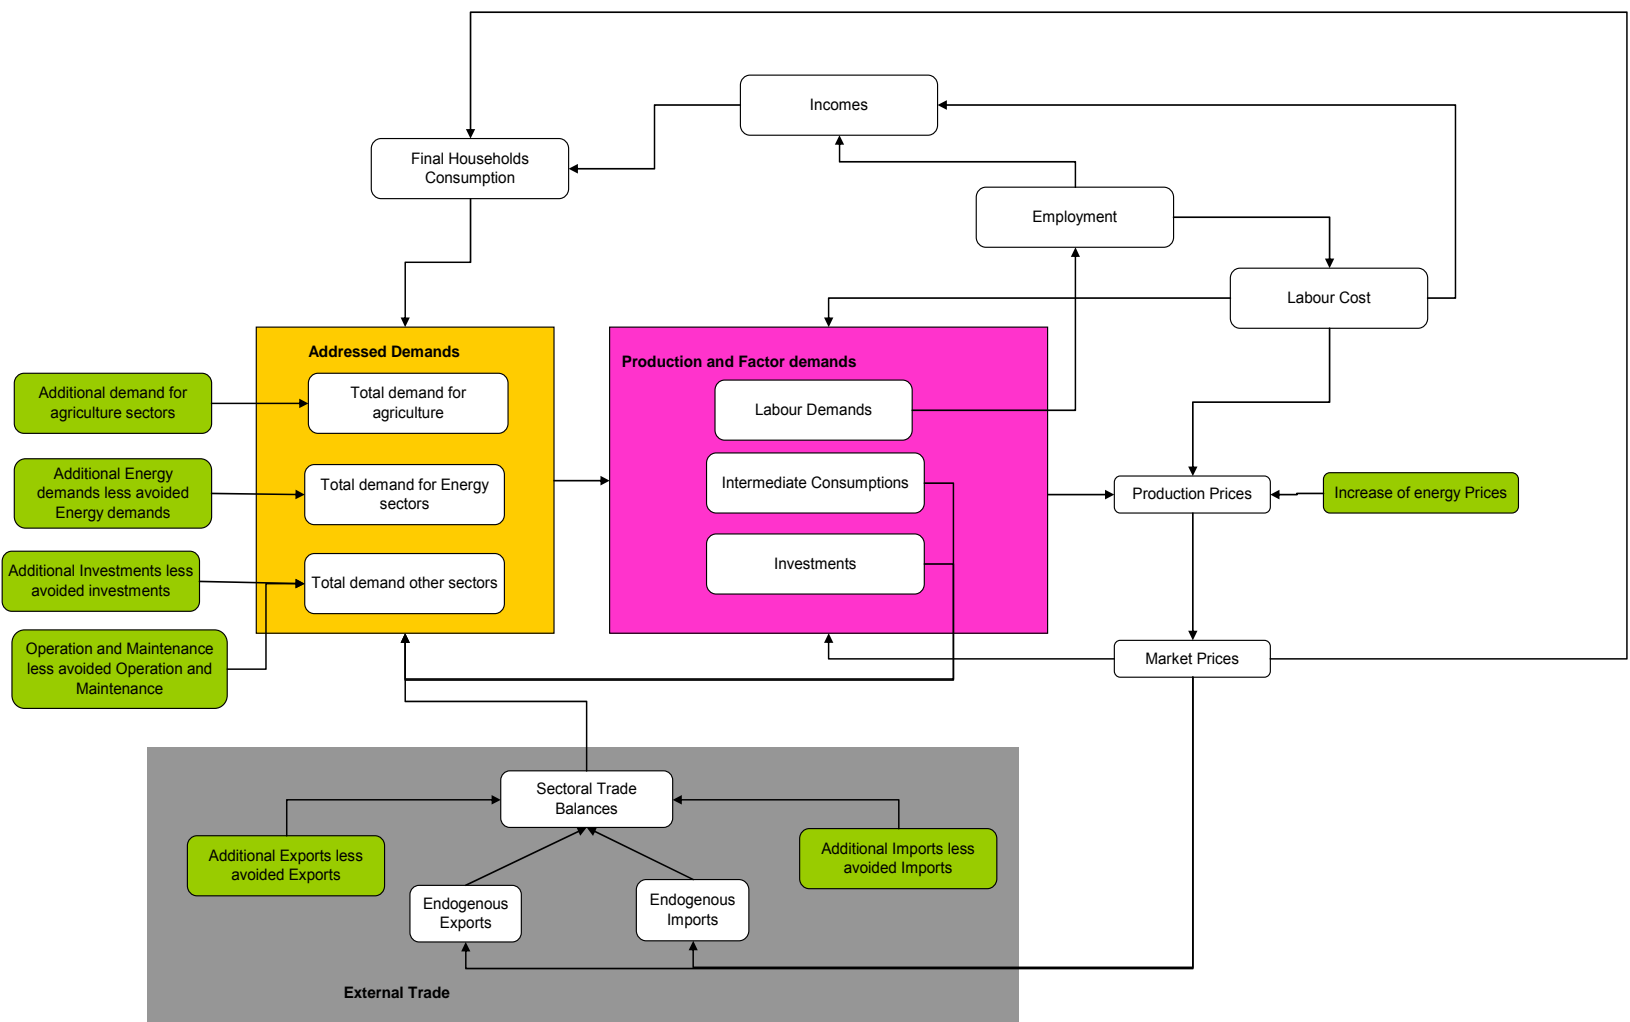 Incomes
Final Households
Consumption
Employment
Labour Cost
Addressed Demands
Production and Factor demands
Additional demand for
agriculture sectors
Total demand for
agriculture
Labour Demands
Additional Energy
demands less avoided
Energy demands
Total demand for Energy
sectors
Intermediate Consumptions
Production Prices
Increase of energy Prices
Additional Investments less
avoided investments
Total demand other sectors
Investments
Operation and Maintenance
less avoided Operation and
Maintenance
Market Prices
Sectoral Trade
Balances
Additional Exports less
avoided Exports
Additional Imports less
avoided Imports
Endogenous
Exports
Endogenous
Imports
External Trade